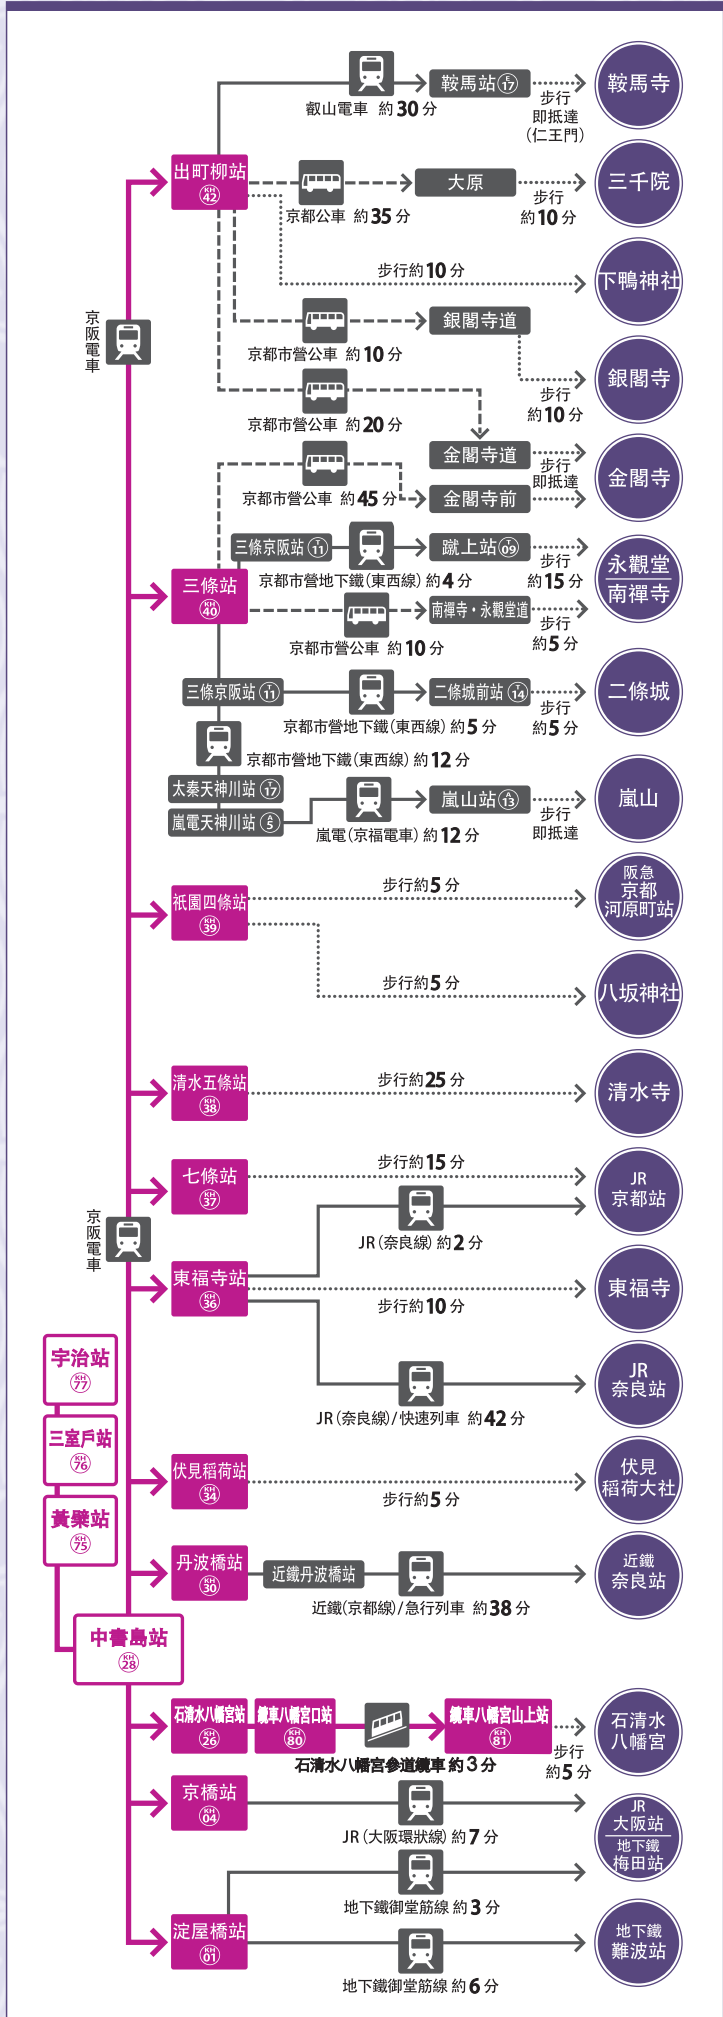 鞍馬站 E17
步行
即抵達
(仁王門)
鞍馬寺
叡山電車 約30分
出町柳站
KH
42
大原
三千院
京都公車 約35分
步行
約10分
步行約10分
下鴨神社
京阪電車
銀閣寺道
京都市營公車 約10分
銀閣寺
步行
約10分
京都市營公車 約20分
金閣寺道
步行
即抵達
金閣寺
京都市營公車 約45分
金閣寺前
三條京阪站 T11
蹴上站 T09
永觀堂
南禪寺
京都市營地下鐵(東西線) 約4分
步行
約15分
三條站
KH
40
南禪寺・永觀堂道
京都市營公車 約10分
步行
約5分
三條京阪站 T11
二條城前站 T14
二條城
京都市營地下鐵(東西線) 約5分
步行
約5分
京都市營地下鐵(東西線) 約12分
太秦天神川站 T17
嵐電天神川站 A5
嵐山站 A13
嵐山
嵐電(京福電車) 約12分
步行
即抵達
祇園四條站
KH
39
步行約5分
阪急
京都
河原町站
步行約5分
八坂神社
清水五條站
KH
38
步行約25分
清水寺
七條站
KH
37
步行約15分
JR
京都站
京阪電車
JR(奈良線) 約2分
東福寺站
KH
36
步行約10分
東福寺
JR(奈良線)/快速列車 約42分
JR
奈良站
宇治站
KH
77
三室戶站
KH
76
黃檗站
KH
75
伏見稻荷站
KH
34
步行約5分
伏見
稻荷大社
丹波橋站
KH
30
近鐵丹波橋站
近鐵(京都線)/急行列車 約38分
近鐵
奈良站
中書島站
KH
28
石清水八幡宮站
KH
26
纜車八幡宮口站
KH
80
纜車八幡宮山上站
KH
81
石清水八幡宮參道纜車 約3分
步行
約5分
石清水
八幡宮
京橋站
KH
04
JR(大阪環狀線) 約7分
JR
大阪站
地下鐵
梅田站
地下鐵御堂筋線 約3分
淀屋橋站
KH
01
地下鐵御堂筋線 約6分
地下鐵
難波站